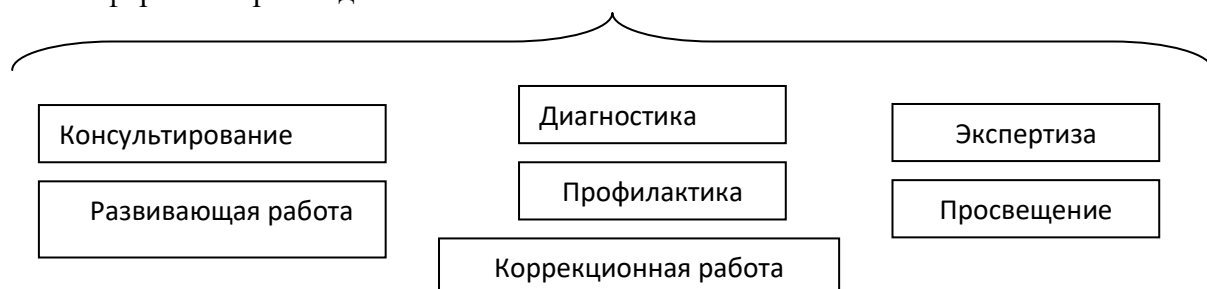 Консультирование
Диагностика
Экспертиза
Развивающая работа
Профилактика
Просвещение
Коррекционная работа